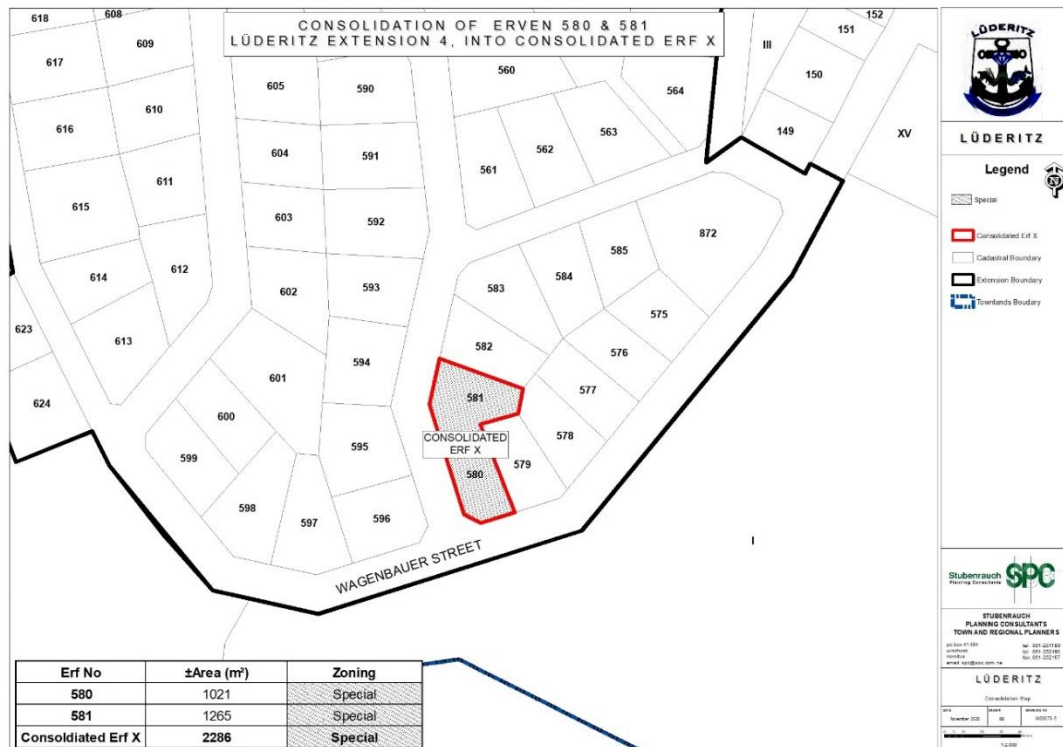 CONSOLIDATION OF ERVEN 580 & 581
LÜDERITZ EXTENSION 4, INTO CONSOLIDATED ERF X
618
608
609
617
610
616
611
615
612
614
613
623
624
605
590
604
591
603
592
602
593
594
601
600
599
595
598
597
596
560
564
563
562
561
III
152
151
150
149
XV
872
585
584
583
575
582
576
577
581
578
CONSOLIDATED
ERF X
579
580
WAGENBAUER STREET
I
Erf No ±Area (m²) Zoning
580 1021 Special
581 1265 Special
Consoldiated Erf X 2286 Special
LÜDERITZ
LÜDERITZ
Legend
N
Special
Consolidated Erf X
Cadastral Boundary
Extension Boundary
Townlands Boudary
Stubenrauch SPC
Planning Consultants
STUBENRAUCH
PLANNING CONSULTANTS
TOWN AND REGIONAL PLANNERS
LÜDERITZ
Consolidation Map